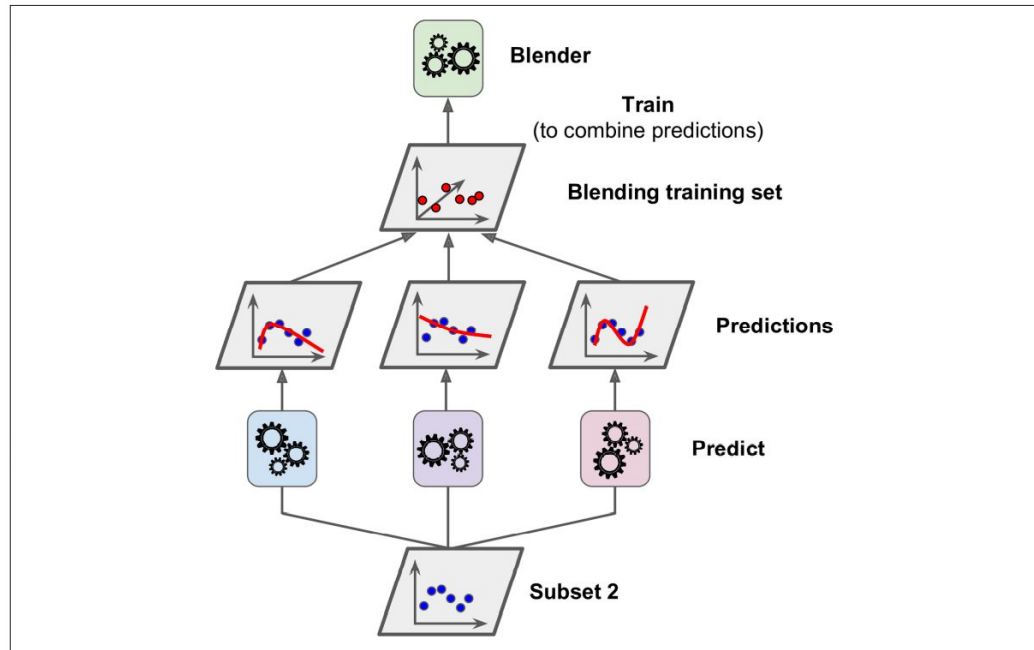 Blender
Train
(to combine predictions)
Blending training set
Predictions
Predict
Subset 2